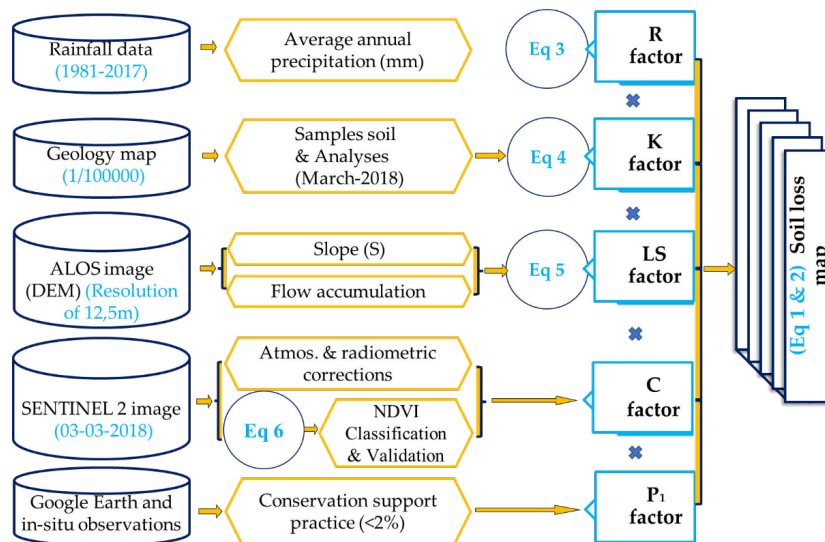 Rainfall data
(1981-2017)
Average annual
precipitation (mm)
Eq 3
R
factor
Geology map
(1/100000)
Samples soil
& Analyses
(March-2018)
Eq 4
K
factor
ALOS image
(DEM) (Resolution
of 12,5m)
Slope (S)
Flow accumulation
Eq 5
LS
factor
SENTINEL 2 image
(03-03-2018)
Atmos. & radiometric
corrections
Eq 6
NDVI
Classification
& Validation
C
factor
Google Earth and
in-situ observations
Conservation support
practice (<2%)
P1
factor
(Eq 1 & 2) Soil loss
map